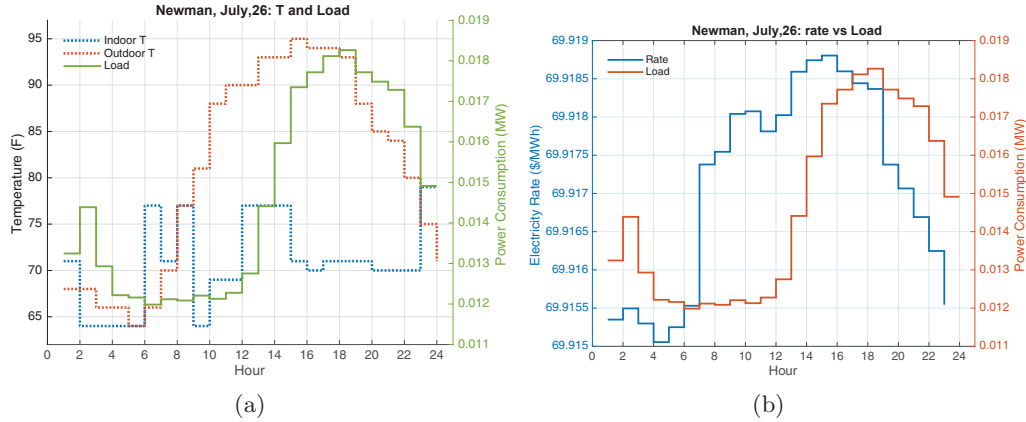 Newman, July,26: T and Load
Indoor T
Outdoor T
Load
Temperature (F)
95
90
85
80
75
70
65
0 2 4 6 8 10 12 14 16 18 20 22 24
Hour
Power Consumption (MW)
0.019
0.018
0.017
0.016
0.015
0.014
0.013
0.012
0.011
(a)
Newman, July,26: rate vs Load
Rate
Load
Electricity Rate ($/MWh)
69.919
69.9185
69.918
69.9175
69.917
69.9165
69.916
69.9155
69.915
0 2 4 6 8 10 12 14 16 18 20 22 24
Hour
Power Consumption (MW)
0.019
0.018
0.017
0.016
0.015
0.014
0.013
0.012
0.011
(b)